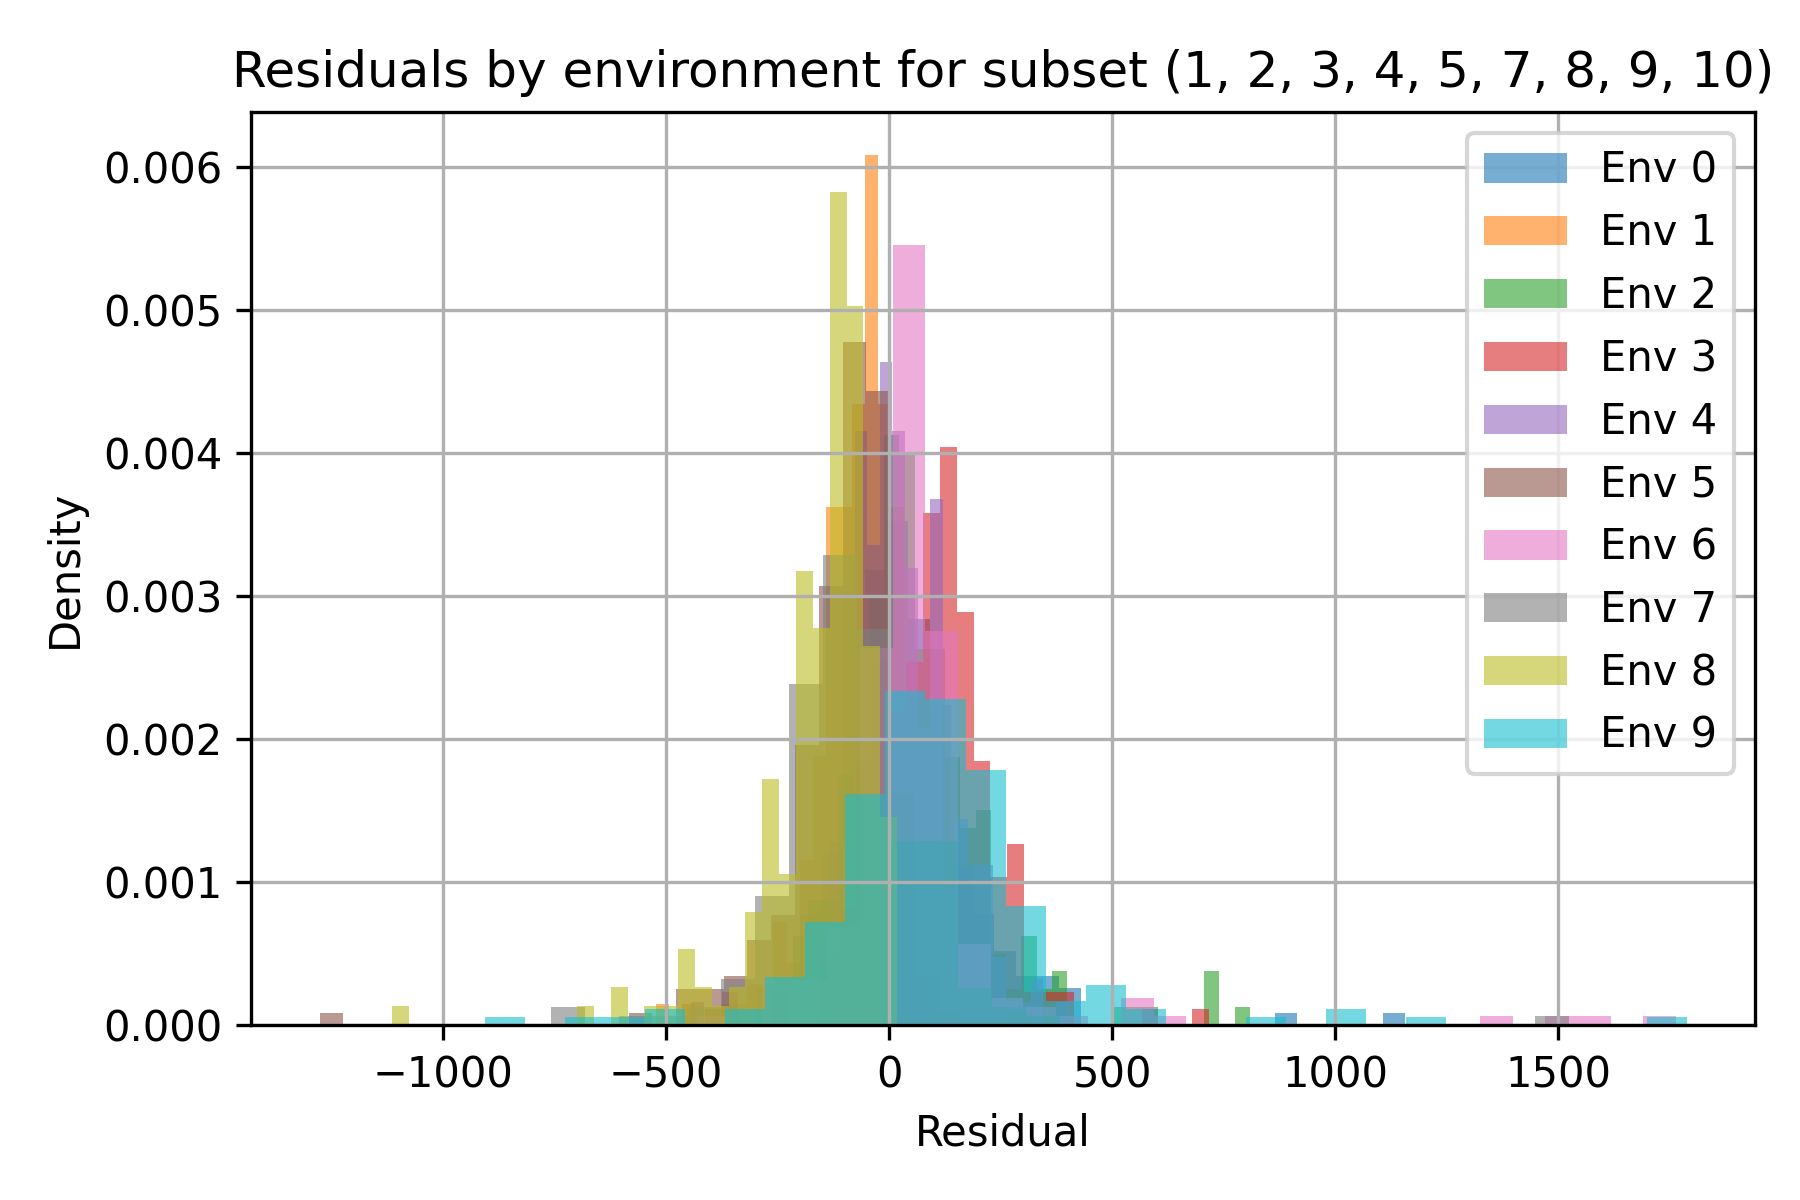 Residuals by environment for subset (1, 2, 3, 4, 5, 7, 8, 9, 10)
0.006
0.005
0.004
0.003
0.002
0.001
0.000
Density
−1000
−500
0
500
1000
1500
Residual
Env 0
Env 1
Env 2
Env 3
Env 4
Env 5
Env 6
Env 7
Env 8
Env 9